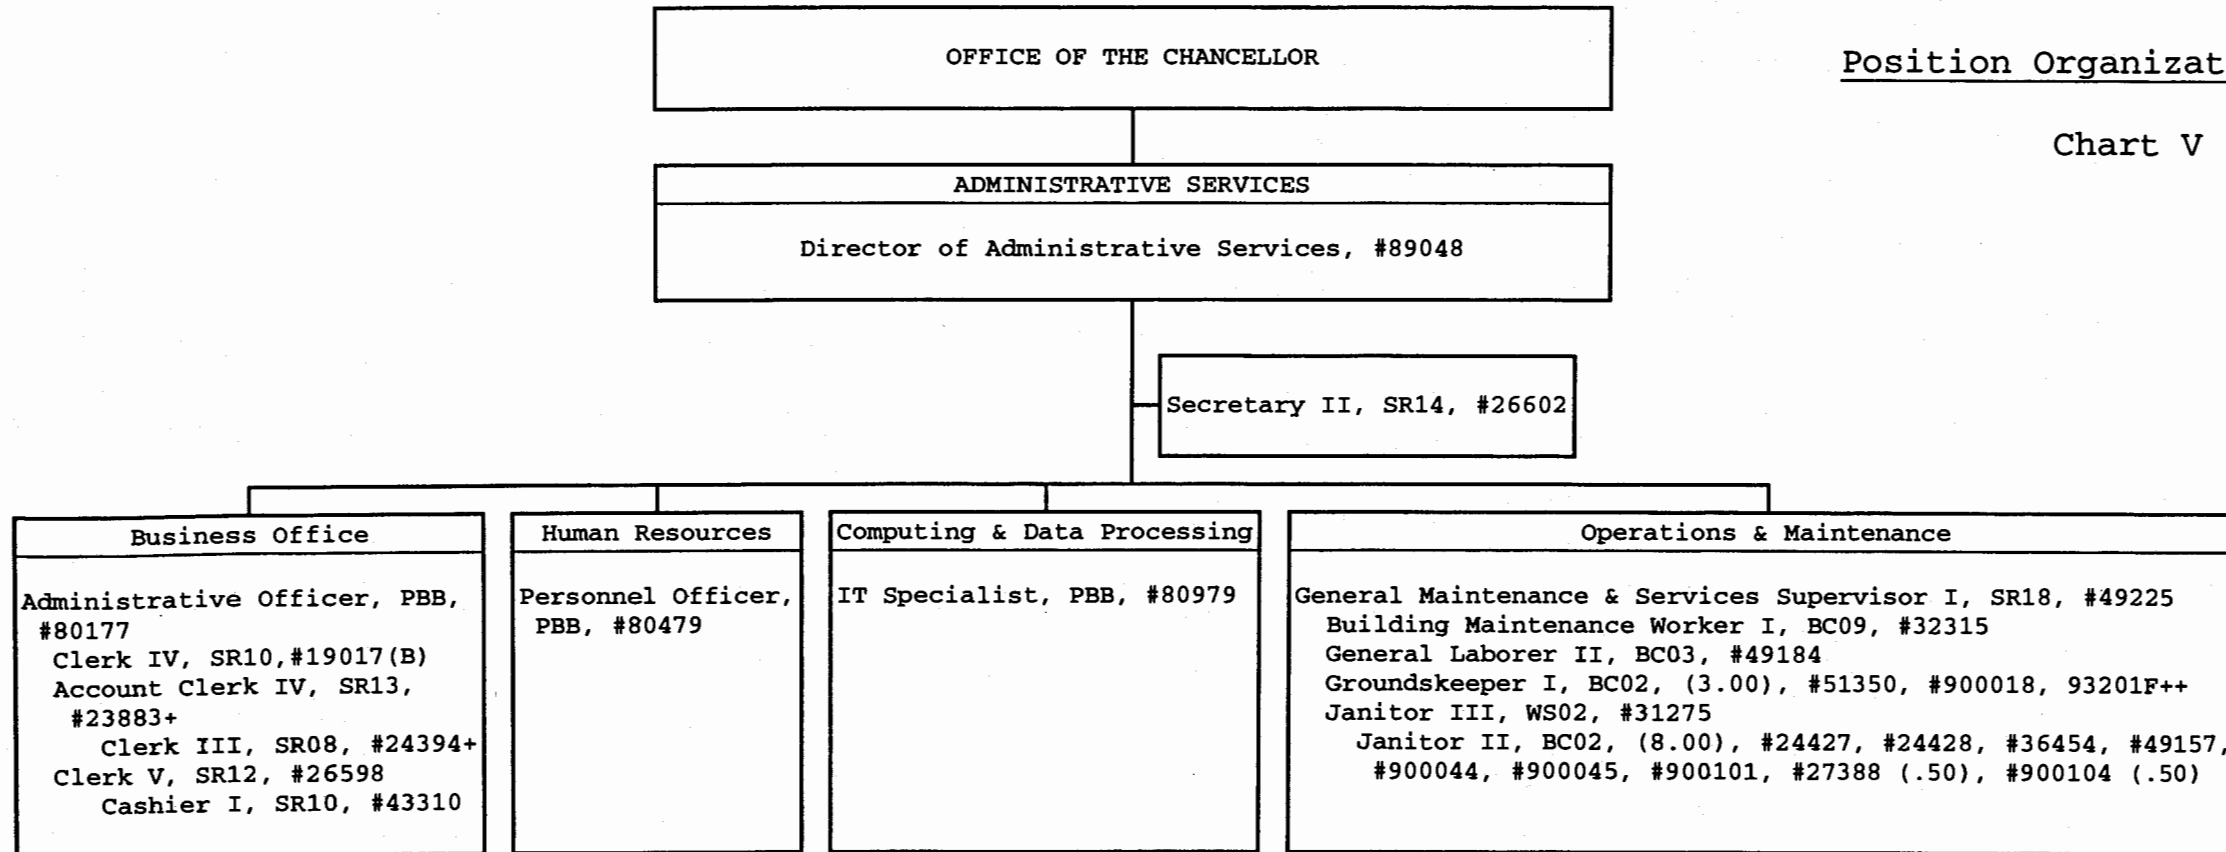 OFFICE OF THE CHANCELLOR
Position Organizat
Chart V
ADMINISTRATIVE SERVICES
Director of Administrative Services, #89048
Secretary II, SR14, #26602
Business Office
Administrative Officer, PBB,
#80177
Clerk IV, SR10,#19017(B)
Account Clerk IV, SR13,
#23883+
Clerk III, SR08, #24394+
Clerk V, SR12, #26598
Cashier I, SR10, #43310
Human Resources
Personnel Officer,
PBB, #80479
Computing & Data Processing
IT Specialist, PBB, #80979
Operations & Maintenance
General Maintenance & Services Supervisor I, SR18, #49225
Building Maintenance Worker I, BC09, #32315
General Laborer II, BC03, #49184
Groundskeeper I, BC02, (3.00), #51350, #900018, 93201F++
Janitor III, WS02, #31275
Janitor II, BC02, (8.00), #24427, #24428, #36454, #49157,
#900044, #900045, #900101, #27388 (.50), #900104 (.50)